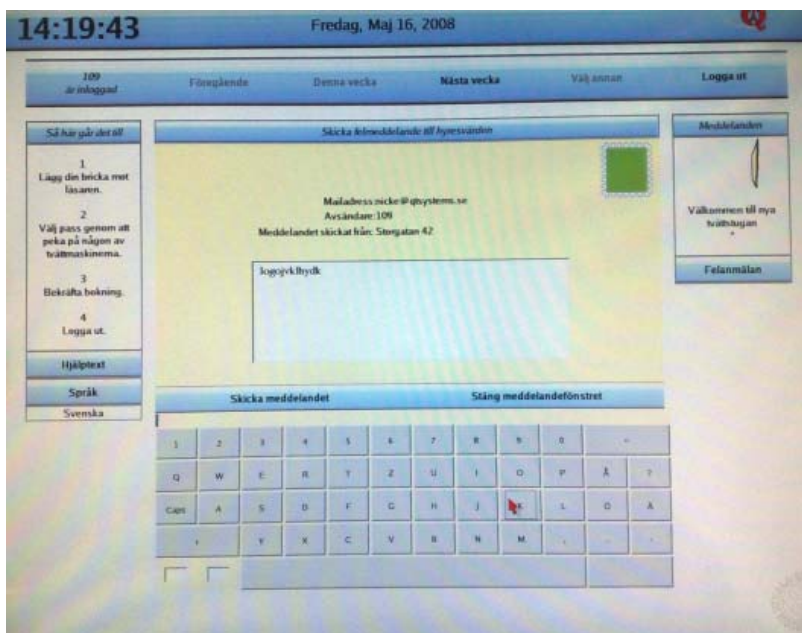 14:19:43
Fredag, Maj 16, 2008
109
är inloggad
Föregående
Denna vecka
Nästa vecka
Välj annan
Logga ut
Så här går det till
1
Lägg din bricka mot
läsaren.
2
Välj pass genom att
peka på någon av
tvättmaskinerna.
3
Bekräfta bokning.
4
Logga ut.
Hjälptext
Språk
Svenska
Skicka felmeddelande till hyresvärden
Mailadress:nicke@qtsystems.se
Avsändare:109
Meddelandet skickat från: Storgatan 42
Skicka meddelandet
Stäng meddelandefönstret
1 2 3 4 5 6 7 8 9 0
Q W E R T Z U I O P Å ?
Caps A S D F G H J K L Ö Ä
Y X C V B N M
Meddelanden
Välkommen till nya
tvättstugan
Felanmälan